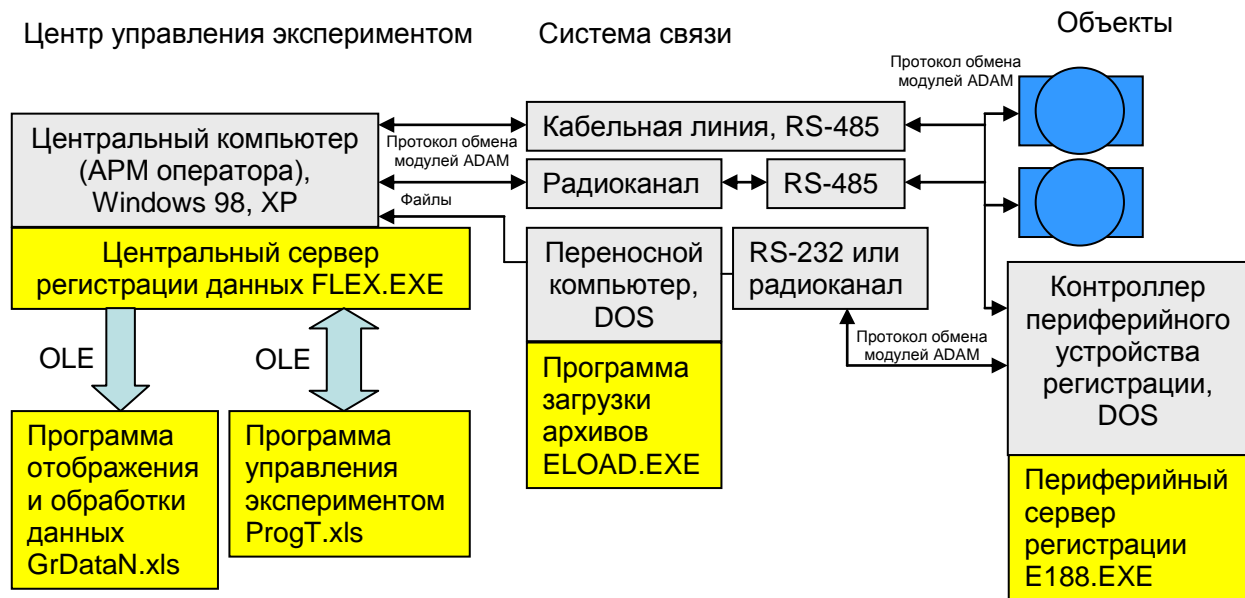 Центр управления экспериментом
Система связи
Объекты
Протокол обмена
модулей ADAM
Центральный компьютер
(АРМ оператора),
Windows 98, XP
Протокол обмена
модулей ADAM
Файлы
Кабельная линия, RS-485
Радиоканал
RS-485
Центральный сервер
регистрации данных FLEX.EXE
OLE
OLE
Программа
отображения
и обработки
данных
GrDataN.xls
Программа
управления
экспериментом
ProgT.xls
Переносной
компьютер,
DOS
RS-232 или
радиоканал
Программа
загрузки
архивов
ELOAD.EXE
Протокол обмена
модулей ADAM
Контроллер
периферийного
устройства
регистрации,
DOS
Периферийный
сервер
регистрации
E188.EXE